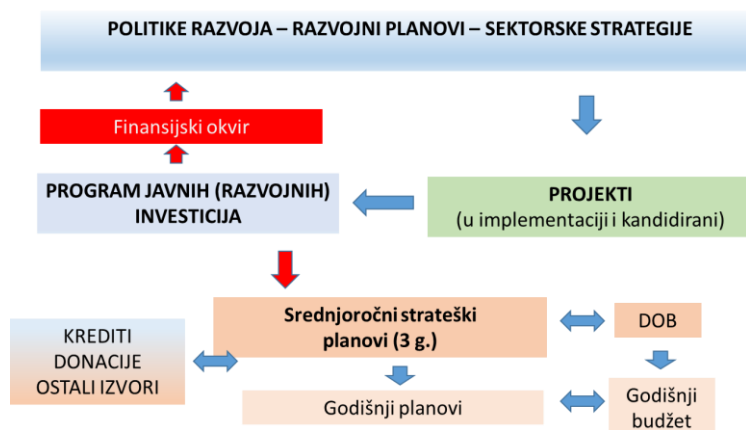 POLITIKE RAZVOJA – RAZVOJNI PLANOVI – SEKTORSKE STRATEGIJE
Finansijski okvir
PROGRAM JAVNIH (RAZVOJNIH)
INVESTICIJA
PROJEKTI
(u implementaciji i kandidirani)
Srednjoročni strateški
planovi (3 g.)
DOB
KREDITI
DONACIJE
OSTALI IZVORI
Godišnji planovi
Godišnji
budžet